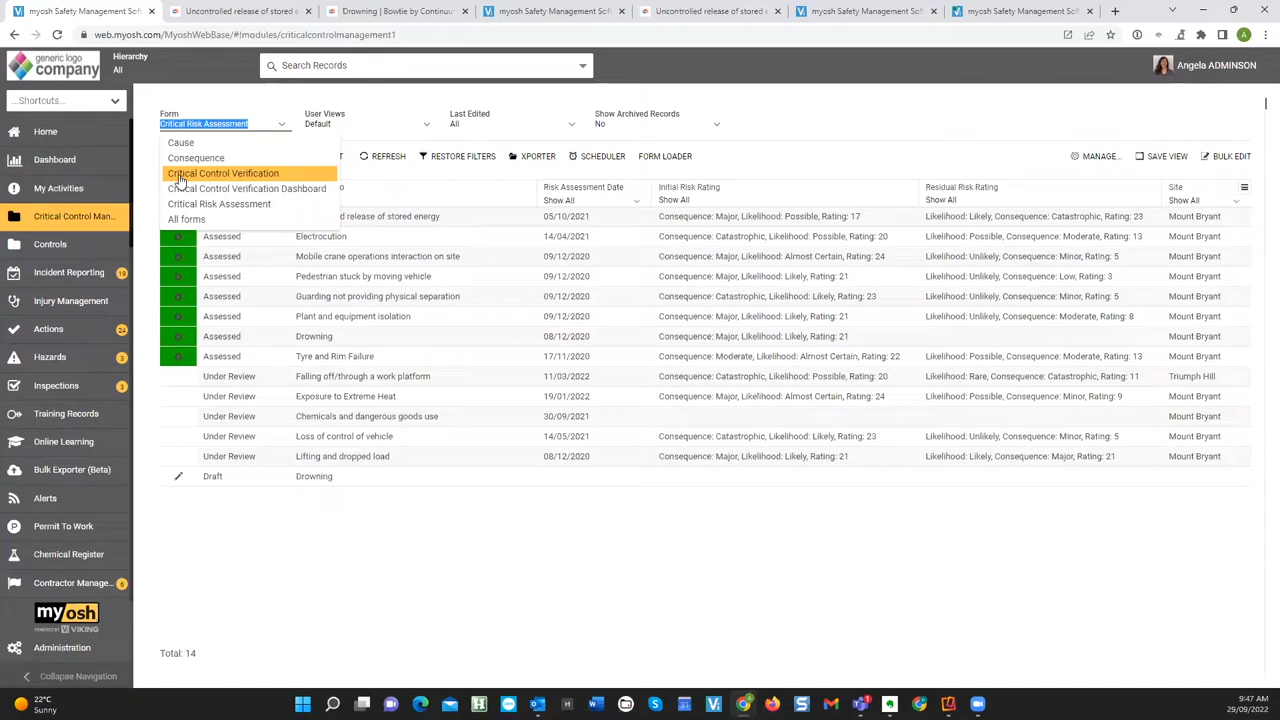 myosh Safety Management Softw
Uncontrolled release of stored e
Drowning | Bowtie by Continuu
myosh Safety Management Softw
Uncontrolled release of stored e
myosh Safety Management Softw
myosh Safety Management Softw
web.myosh.com/MyoshWebBase/#!modules/criticalcontrolmanagement1
A
generic logo
company
Hierarchy
All
Search Records
Angela ADMINSON
...Shortcuts...
Home
Dashboard
My Activities
Critical Control Man...
Controls
Incident Reporting 19
Injury Management
Actions 24
Hazards 3
Inspections 3
Training Records
Online Learning
Bulk Exporter (Beta)
Alerts
Permit To Work
Chemical Register
Contractor Manage... 6
myosh
POWERED BY VIKING
Administration
Collapse Navigation
Form
Critical Risk Assessment
User Views
Default
Last Edited
All
Show Archived Records
No
Cause
Consequence
Critical Control Verification
Critical Control Verification Dashboard
Critical Risk Assessment
All forms
REFRESH
RESTORE FILTERS
XPORTER
SCHEDULER
FORM LOADER
MANAGE...
SAVE VIEW
BULK EDIT
Risk Assessment Date
Show All
Initial Risk Rating
Show All
Residual Risk Rating
Show All
Site
Show All
ed release of stored energy 05/10/2021 Consequence: Major, Likelihood: Possible, Rating: 17 Likelihood: Likely, Consequence: Catastrophic, Rating: 23 Mount Bryant
Assessed Electrocution 14/04/2021 Consequence: Catastrophic, Likelihood: Possible, Rating: 20 Likelihood: Possible, Consequence: Moderate, Rating: 13 Mount Bryant
Assessed Mobile crane operations interaction on site 09/12/2020 Consequence: Major, Likelihood: Almost Certain, Rating: 24 Likelihood: Unlikely, Consequence: Minor, Rating: 5 Mount Bryant
Assessed Pedestrian stuck by moving vehicle 09/12/2020 Consequence: Major, Likelihood: Likely, Rating: 21 Likelihood: Unlikely, Consequence: Low, Rating: 3 Mount Bryant
Assessed Guarding not providing physical separation 09/12/2020 Consequence: Catastrophic, Likelihood: Likely, Rating: 23 Likelihood: Unlikely, Consequence: Minor, Rating: 5 Mount Bryant
Assessed Plant and equipment isolation 09/12/2020 Consequence: Major, Likelihood: Likely, Rating: 21 Likelihood: Unlikely, Consequence: Moderate, Rating: 8 Mount Bryant
Assessed Drowning 08/12/2020 Consequence: Major, Likelihood: Likely, Rating: 21 Mount Bryant
Assessed Tyre and Rim Failure 17/11/2020 Consequence: Moderate, Likelihood: Almost Certain, Rating: 22 Likelihood: Possible, Consequence: Moderate, Rating: 13 Mount Bryant
Under Review Falling off/through a work platform 11/03/2022 Consequence: Catastrophic, Likelihood: Possible, Rating: 20 Likelihood: Rare, Consequence: Catastrophic, Rating: 11 Triumph Hill
Under Review Exposure to Extreme Heat 19/01/2022 Consequence: Major, Likelihood: Almost Certain, Rating: 24 Likelihood: Possible, Consequence: Minor, Rating: 9 Mount Bryant
Under Review Chemicals and dangerous goods use 30/09/2021 Mount Bryant
Under Review Loss of control of vehicle 14/05/2021 Consequence: Catastrophic, Likelihood: Likely, Rating: 23 Likelihood: Unlikely, Consequence: Minor, Rating: 5 Mount Bryant
Under Review Lifting and dropped load 08/12/2020 Consequence: Major, Likelihood: Likely, Rating: 21 Likelihood: Likely, Consequence: Major, Rating: 21 Mount Bryant
Draft Drowning
Total: 14
22°C
Sunny
9:47 AM
29/09/2022